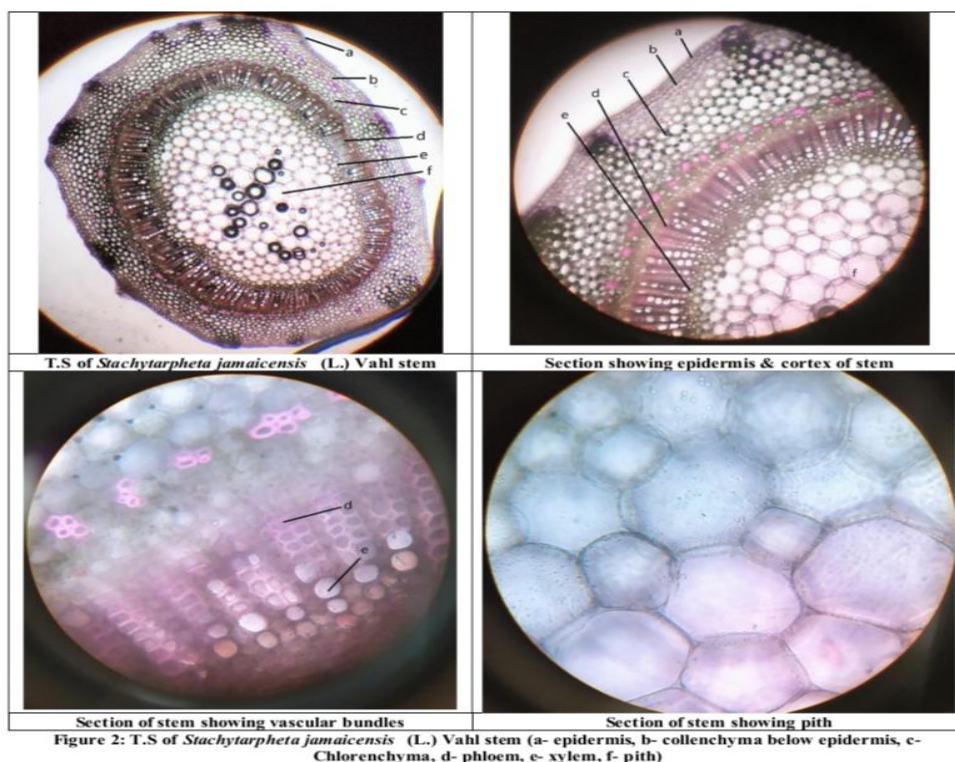 a
b
c
d
e
f
a
b
c
d
e
f
T.S of Stachytarpheta jamaicensis (L.) Vahl stem
Section showing epidermis & cortex of stem
d
e
Section of stem showing vascular bundles
Section of stem showing pith
Figure 2: T.S of Stachytarpheta jamaicensis (L.) Vahl stem (a- epidermis, b- collenchyma below epidermis, c-
Chlorenchyma, d- phloem, e- xylem, f- pith)